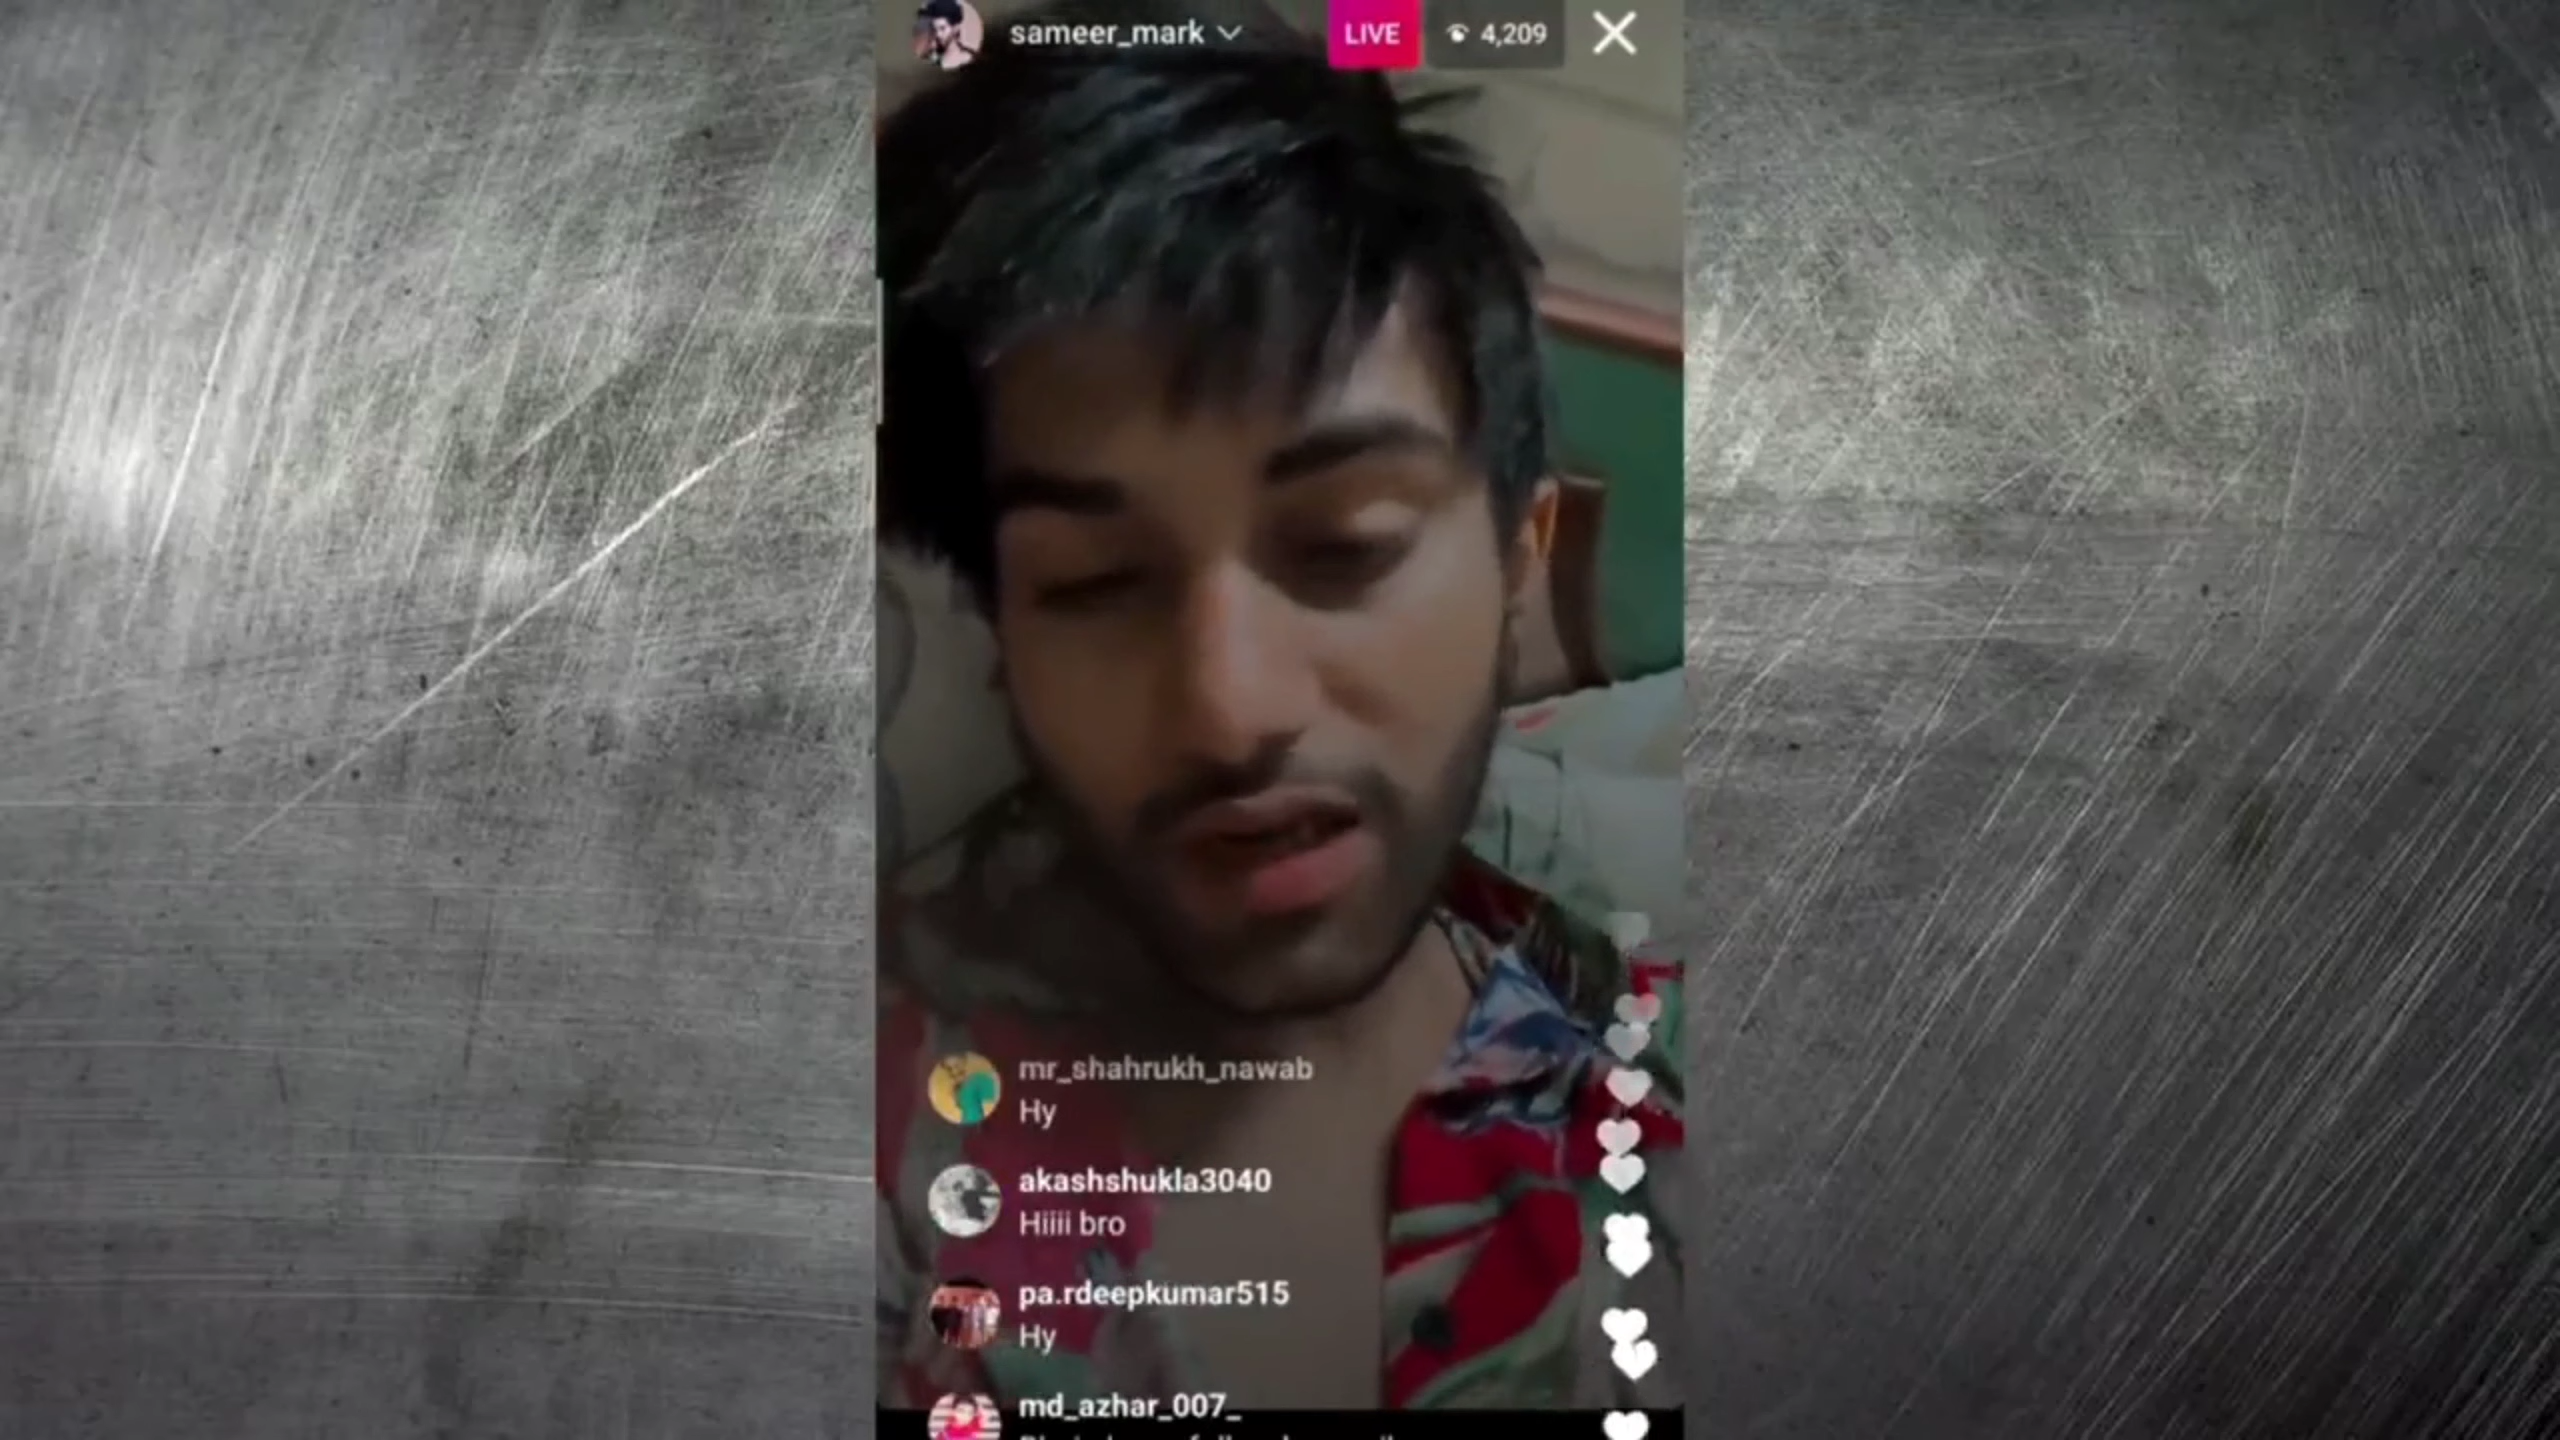 sameer_mark
LIVE
4,209
mr_shahrukh_nawab
Hy
akashshukla3040
Hiiii bro
pa.rdeepkumar515
Hy
md_azhar_007_